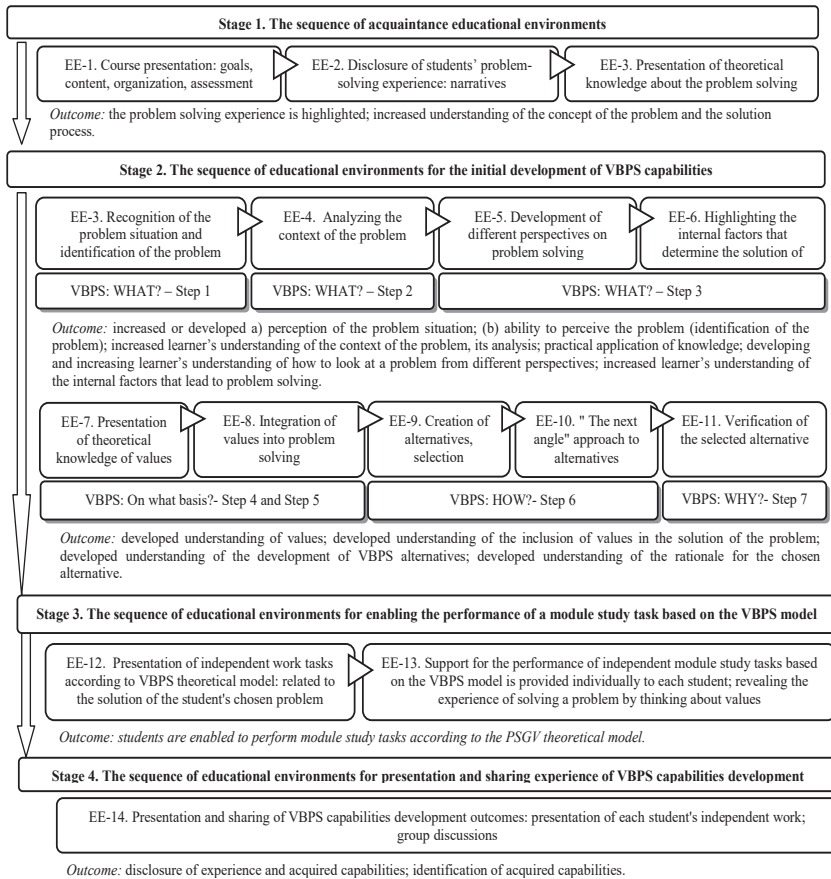 Stage 1. The sequence of acquaintance educational environments
EE-1. Course presentation: goals,
content, organization, assessment
EE-2. Disclosure of students' problem-
solving experience: narratives
EE-3. Presentation of theoretical
knowledge about the problem solving
Outcome: the problem solving experience is highlighted; increased understanding of the concept of the problem and the solution
process.
Stage 2. The sequence of educational environments for the initial development of VBPS capabilities
EE-3. Recognition of the
problem situation and
identification of the problem
EE-4. Analyzing the
context of the problem
EE-5. Development of
different perspectives on
problem solving
EE-6. Highlighting the
internal factors that
determine the solution of
VBPS: WHAT? – Step 1
VBPS: WHAT? – Step 2
VBPS: WHAT? – Step 3
Outcome: increased or developed a) perception of the problem situation; (b) ability to perceive the problem (identification of the
problem); increased learner's understanding of the context of the problem, its analysis; practical application of knowledge; developing
and increasing learner's understanding of how to look at a problem from different perspectives; increased learner's understanding of
the internal factors that lead to problem solving.
EE-7. Presentation
of theoretical
knowledge of values
EE-8. Integration of
values into problem
solving
EE-9. Creation of
alternatives,
selection
EE-10. " The next
angle" approach to
alternatives
EE-11. Verification of
the selected alternative
VBPS: On what basis?- Step 4 and Step 5
VBPS: HOW?- Step 6
VBPS: WHY?- Step 7
Outcome: developed understanding of values; developed understanding of the inclusion of values in the solution of the problem;
developed understanding of the development of VBPS alternatives; developed understanding of the rationale for the chosen
alternative.
Stage 3. The sequence of educational environments for enabling the performance of a module study task based on the VBPS model
EE-12. Presentation of independent work tasks
according to VBPS theoretical model: related to
the solution of the student's chosen problem
EE-13. Support for the performance of independent module study tasks based
on the VBPS model is provided individually to each student; revealing the
experience of solving a problem by thinking about values
Outcome: students are enabled to perform module study tasks according to the PSGV theoretical model.
Stage 4. The sequence of educational environments for presentation and sharing experience of VBPS capabilities development
EE-14. Presentation and sharing of VBPS capabilities development outcomes: presentation of each student's independent work;
group discussions
Outcome: disclosure of experience and acquired capabilities; identification of acquired capabilities.